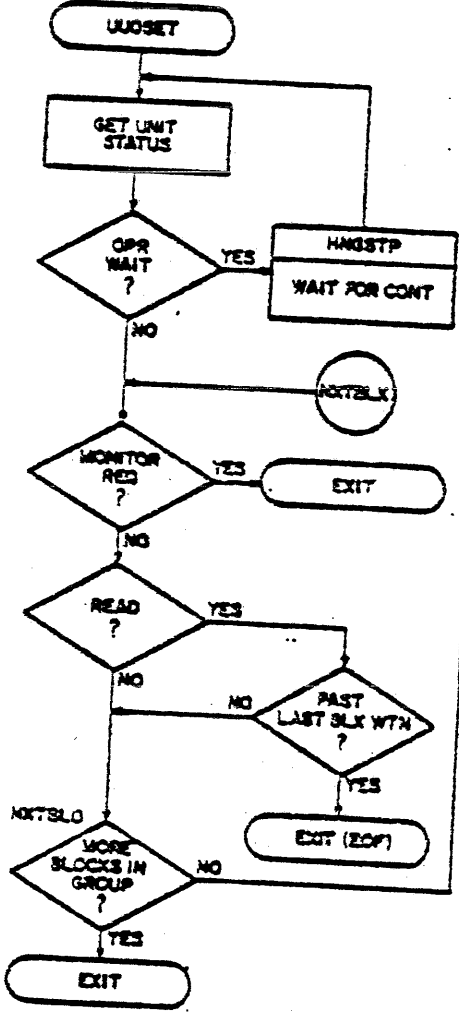 UUOSET
GET UNIT
STATUS
OPR
WAIT
?
YES
HNGSTP
WAIT FOR CONT
NO
NXTBLK
MONITOR
REQ
?
YES
EXIT
NO
READ
?
YES
NO
PAST
LAST BLK WTN
?
NO
YES
EXIT (EOF)
NXTBL0
MORE
BLOCKS IN
GROUP
?
NO
YES
EXIT